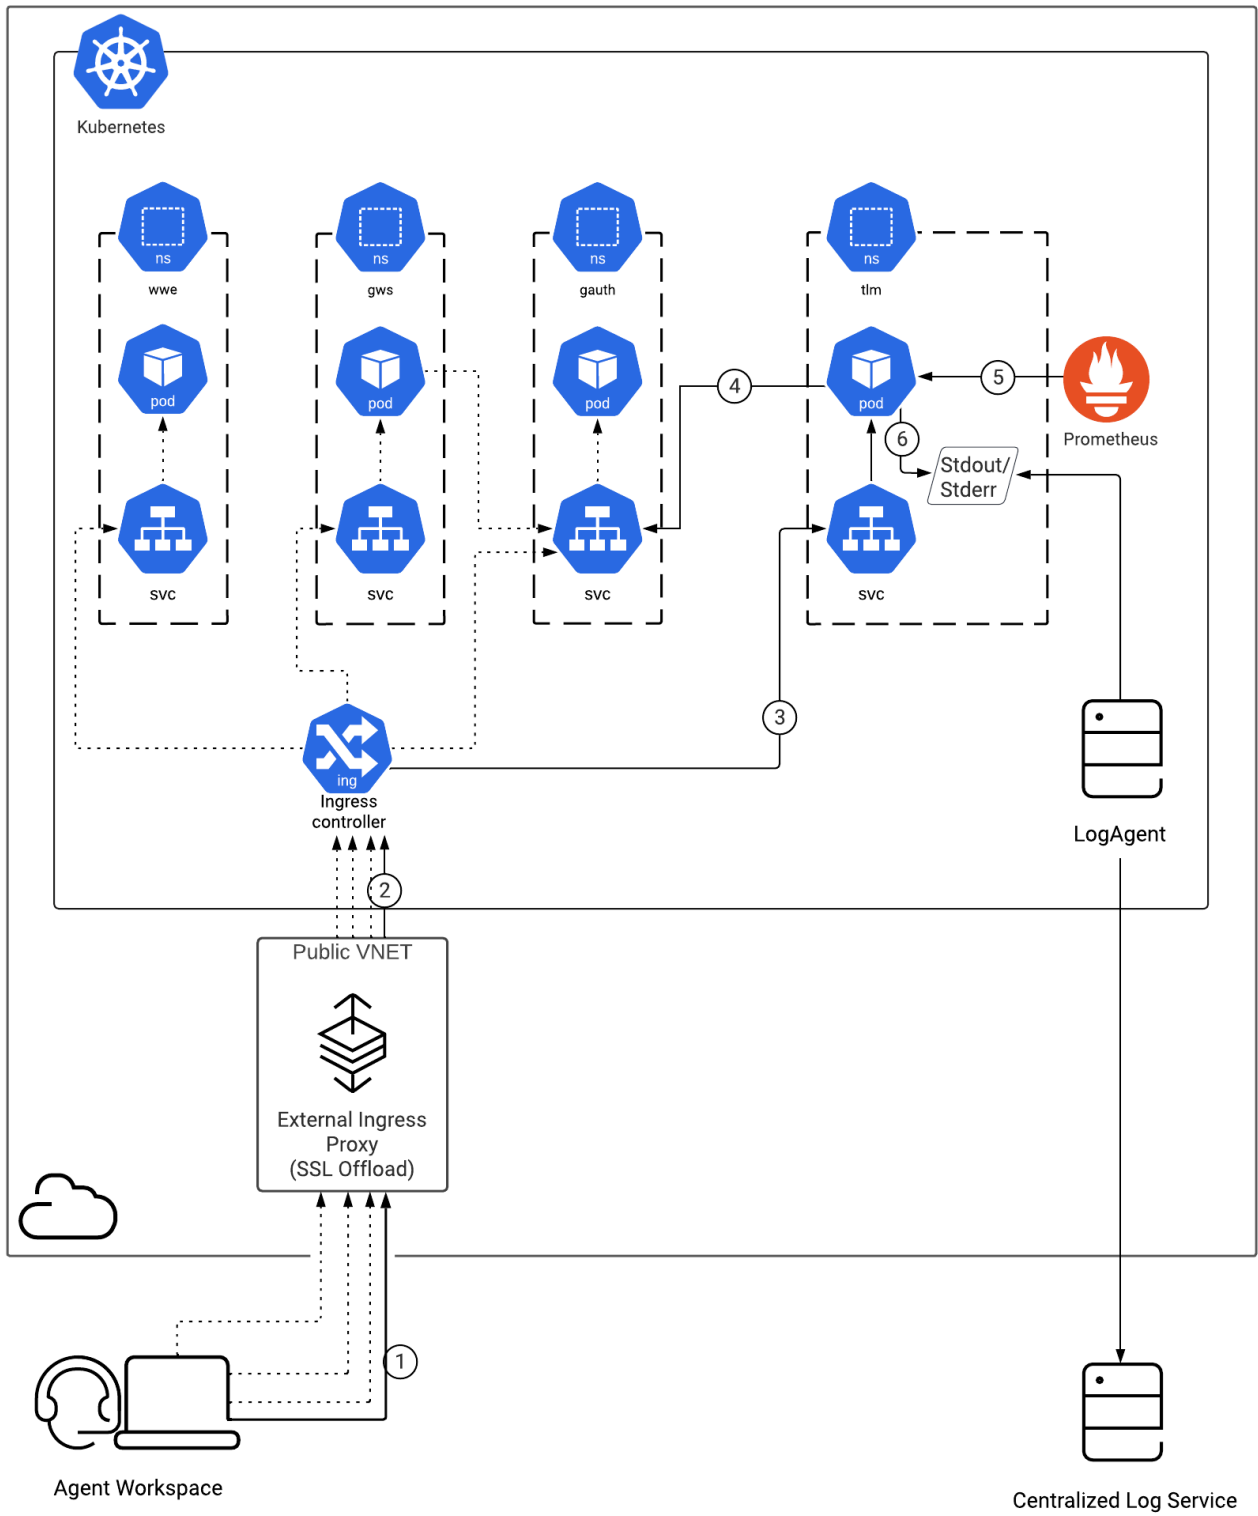 Kubernetes
ns
ns
ns
ns
wwe
gws
gauth
tlm
pod
pod
pod
pod
4
5
Prometheus
6
Stdout/
Stderr
svc
svc
svc
svc
3
ing
Ingress
controller
LogAgent
2
Public VNET
External Ingress
Proxy
(SSL Offload)
1
Agent Workspace
Centralized Log Service